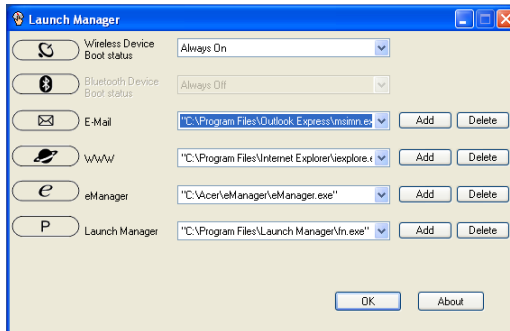 Launch Manager
Wireless Device
Boot status
Always On
Bluetooth Device
Boot status
Always Off
E-Mail
"C:\Program Files\Outlook Express\msimn.ex
Add
Delete
WWW
"C:\Program Files\Internet Explorer\iexplore.e
Add
Delete
e
eManager
"C:\Acer\eManager\eManager.exe"
Add
Delete
P
Launch Manager
"C:\Program Files\Launch Manager\fn.exe"
Add
Delete
OK
About